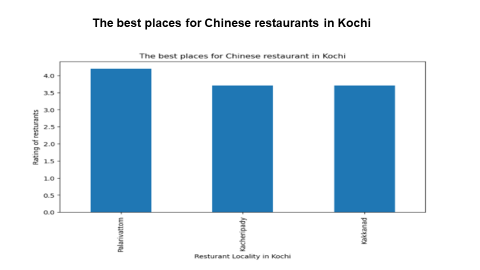 The best places for Chinese restaurants in Kochi
The best places for Chinese restaurant in Kochi
Rating of resturants
4.0
3.5
3.0
2.5
2.0
1.5
1.0
0.5
0.0
Palarivattom
Kacheripady
Kakkanad
Resturant Locality in Kochi